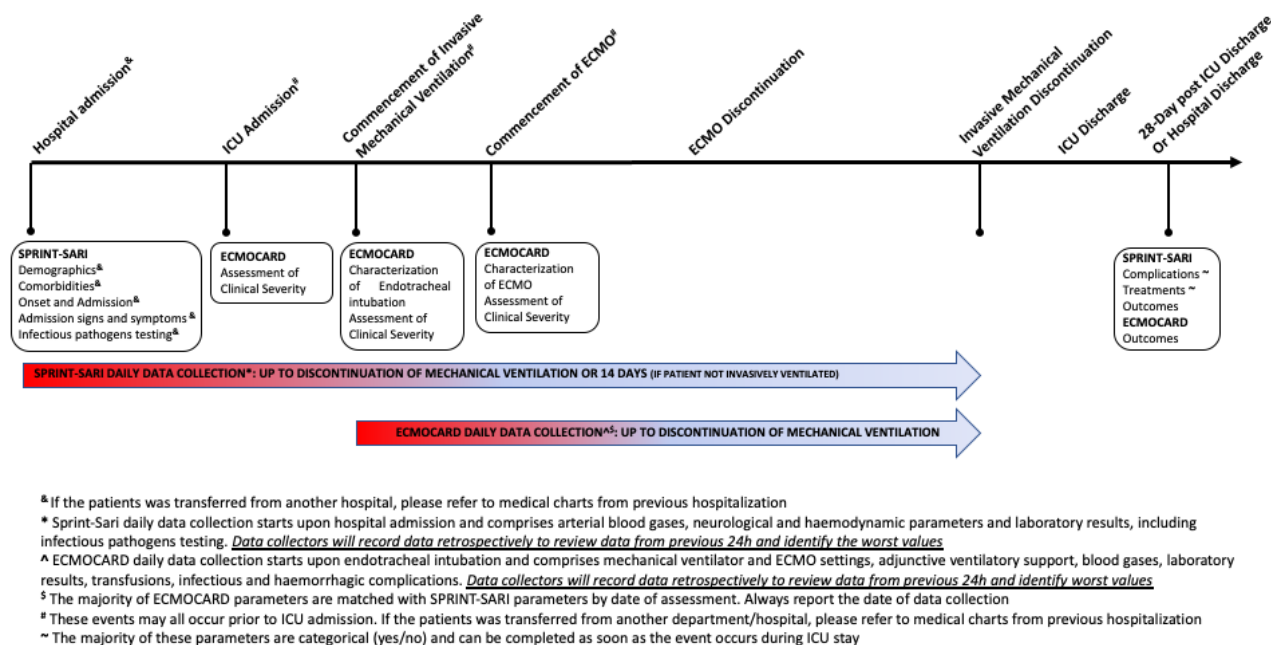 Hospital admission&
ICU Admission#
Commencement of Invasive
Mechanical Ventilation#
Commencement of ECMO#
ECMO Discontinuation
Invasive Mechanical
Ventilation Discontinuation
ICU Discharge
28-Day post ICU Discharge
Or Hospital Discharge
SPRINT-SARI
Demographics&
Comorbidities&
Onset and Admission&
Admission signs and symptoms &
Infectious pathogens testing&
ECMOCARD
Assessment of
Clinical Severity
ECMOCARD
Characterization
of Endotracheal
intubation
Assessment of
Clinical Severity
ECMOCARD
Characterization
of ECMO
Assessment of
Clinical Severity
SPRINT-SARI
Complications ~
Treatments ~
Outcomes
ECMOCARD
Outcomes
SPRINT-SARI DAILY DATA COLLECTION*: UP TO DISCONTINUATION OF MECHANICAL VENTILATION OR 14 DAYS (IF PATIENT NOT INVASIVELY VENTILATED)
ECMOCARD DAILY DATA COLLECTION^$: UP TO DISCONTINUATION OF MECHANICAL VENTILATION
& If the patients was transferred from another hospital, please refer to medical charts from previous hospitalization
* Sprint-Sari daily data collection starts upon hospital admission and comprises arterial blood gases, neurological and haemodynamic parameters and laboratory results, including
infectious pathogens testing. Data collectors will record data retrospectively to review data from previous 24h and identify the worst values
^ ECMOCARD daily data collection starts upon endotracheal intubation and comprises mechanical ventilator and ECMO settings, adjunctive ventilatory support, blood gases, laboratory
results, transfusions, infectious and haemorrhagic complications. Data collectors will record data retrospectively to review data from previous 24h and identify worst values
$ The majority of ECMOCARD parameters are matched with SPRINT-SARI parameters by date of assessment. Always report the date of data collection
# These events may all occur prior to ICU admission. If the patients was transferred from another department/hospital, please refer to medical charts from previous hospitalization
~ The majority of these parameters are categorical (yes/no) and can be completed as soon as the event occurs during ICU stay